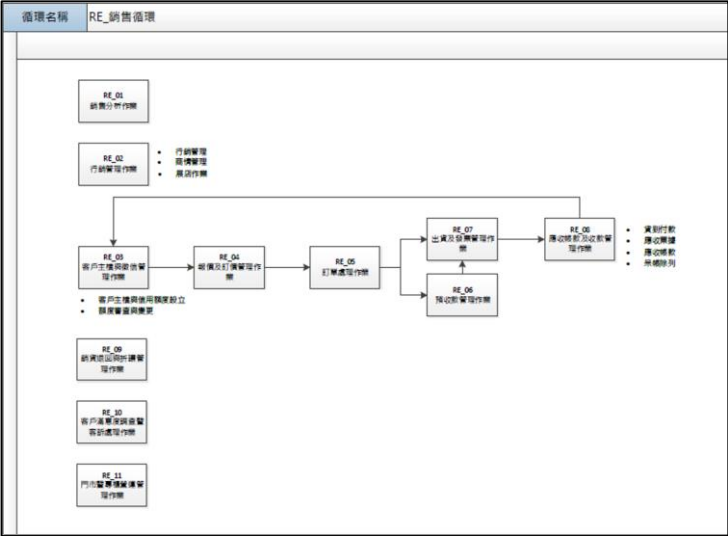 循環名稱 RE_銷售循環
RE_01
銷售分析作業
RE_02
行銷管理作業
• 行銷管理
• 商情管理
• 展店作業
RE_03
客戶主檔與徵信管
理作業
• 客戶主檔與信用額度設立
• 額度審查與變更
RE_04
報價及訂價管理作
業
RE_05
訂單處理作業
RE_07
出貨及發票管理作
業
RE_06
預收款管理作業
RE_08
應收帳款及收款管
理作業
• 貨到付款
• 應收票據
• 應收帳款
• 呆帳除列
RE_09
銷貨退回與折讓管
理作業
RE_10
客戶滿意度調查暨
客訴處理作業
RE_11
門市暨專櫃營運管
理作業